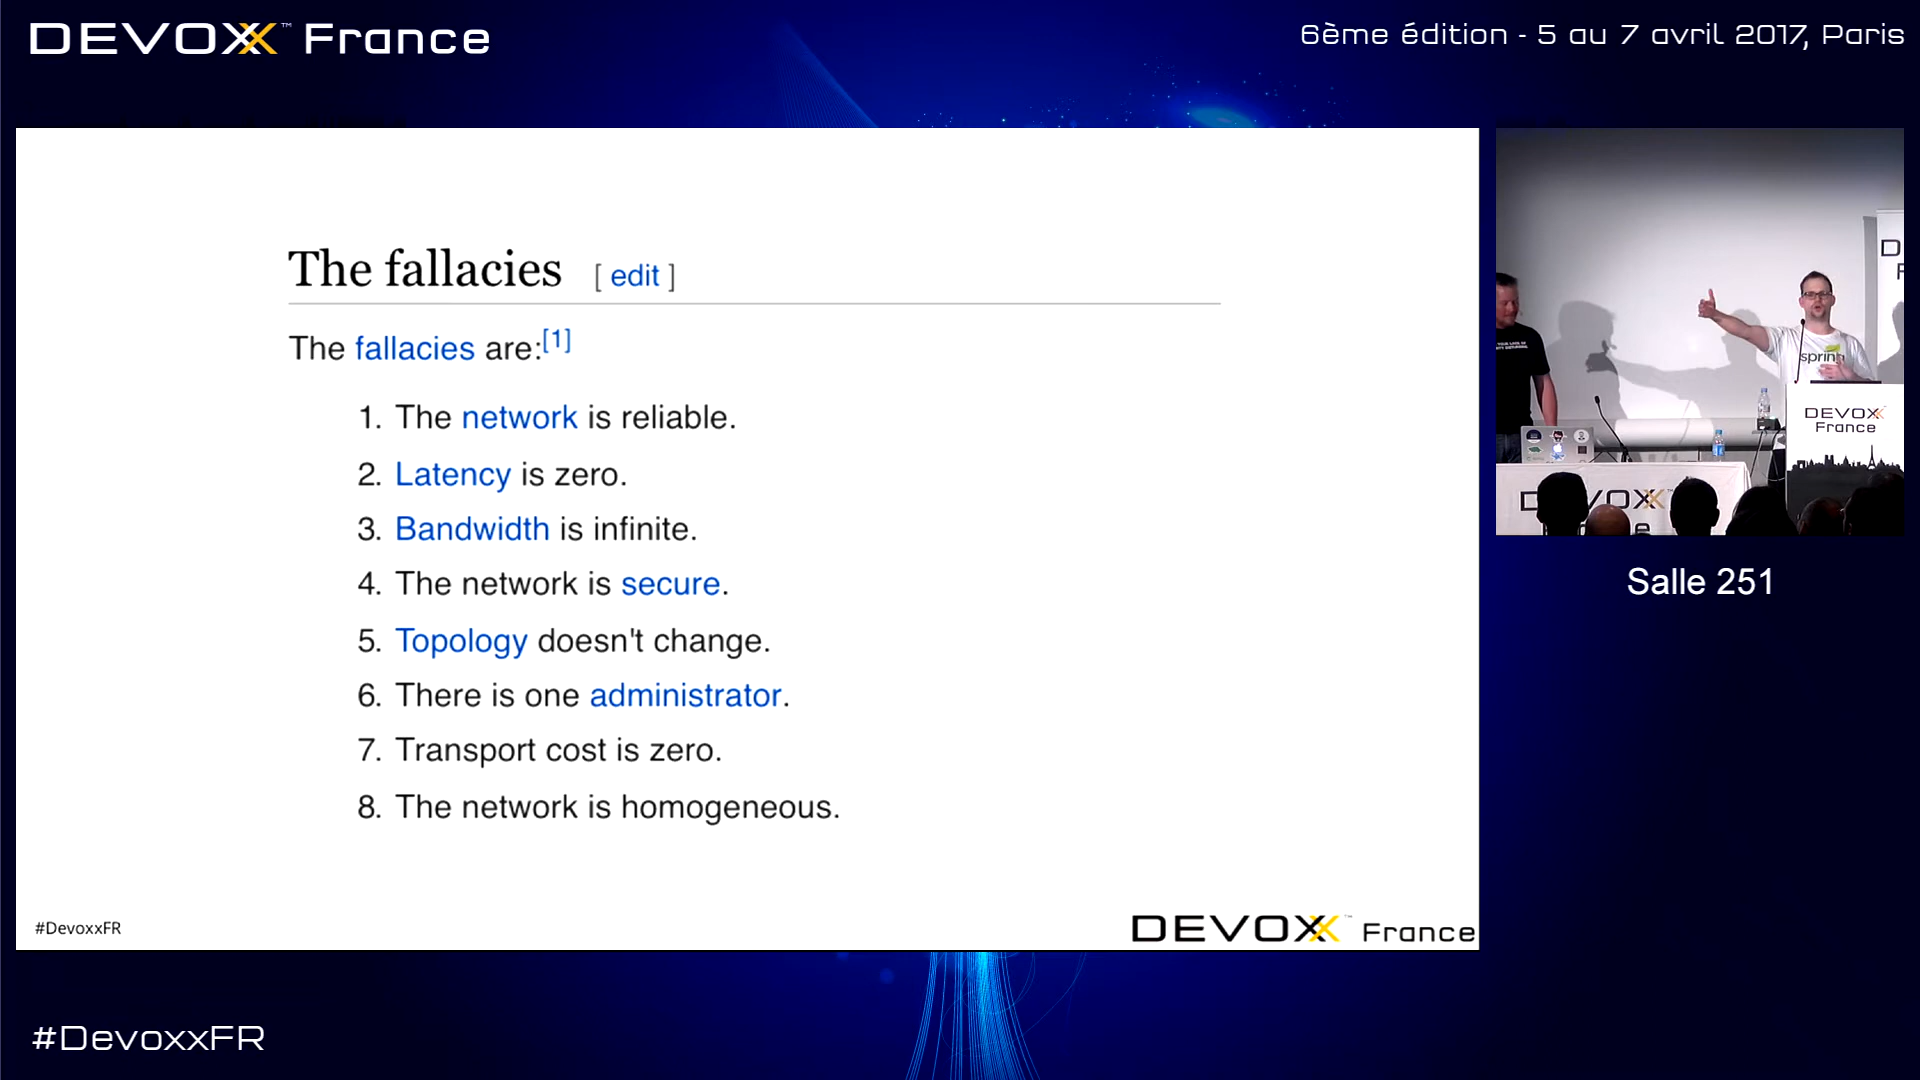 DEVOXX™ France
6ème édition - 5 au 7 avril 2017, Paris
The fallacies [ edit ]
The fallacies are:[1]
1. The network is reliable.
2. Latency is zero.
3. Bandwidth is infinite.
4. The network is secure.
5. Topology doesn't change.
6. There is one administrator.
7. Transport cost is zero.
8. The network is homogeneous.
#DevoxxFR
DEVOXX™ France
spring
DEVOXX
France
Salle 251
#DevoxxFR